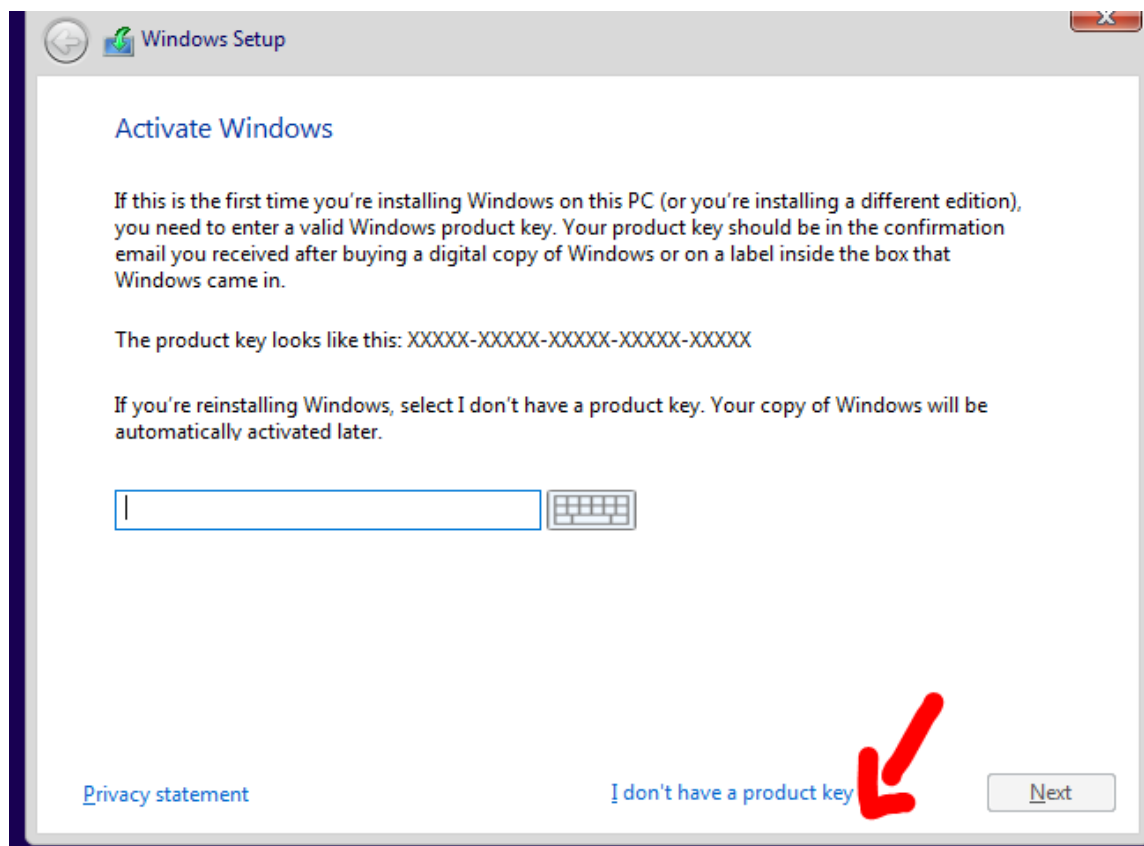 Windows Setup
Activate Windows
If this is the first time you're installing Windows on this PC (or you're installing a different edition),
you need to enter a valid Windows product key. Your product key should be in the confirmation
email you received after buying a digital copy of Windows or on a label inside the box that
Windows came in.
The product key looks like this: XXXXX-XXXXX-XXXXX-XXXXX-XXXXX
If you're reinstalling Windows, select I don't have a product key. Your copy of Windows will be
automatically activated later.
Privacy statement
I don't have a product key
Next